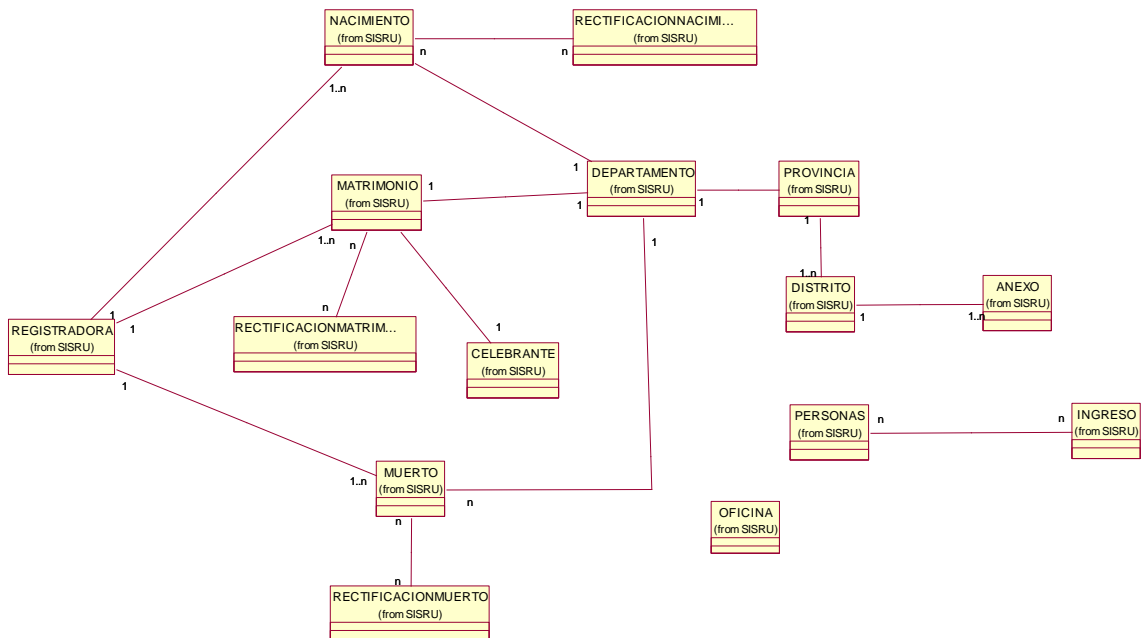 NACIMIENTO
(from SISRU)
RECTIFICACIONNACIMI...
(from SISRU)
n
n
1..n
1
DEPARTAMENTO
(from SISRU)
PROVINCIA
(from SISRU)
MATRIMONIO
(from SISRU)
1
1
1
1
1..n
n
1
1..n
DISTRITO
(from SISRU)
ANEXO
(from SISRU)
1
1..n
n
REGISTRADORA
(from SISRU)
1
1
RECTIFICACIONMATRIM...
(from SISRU)
1
CELEBRANTE
(from SISRU)
1
PERSONAS
(from SISRU)
n
n
INGRESO
(from SISRU)
MUERTO
(from SISRU)
1..n
n
n
OFICINA
(from SISRU)
n
RECTIFICACIONMUERTO
(from SISRU)